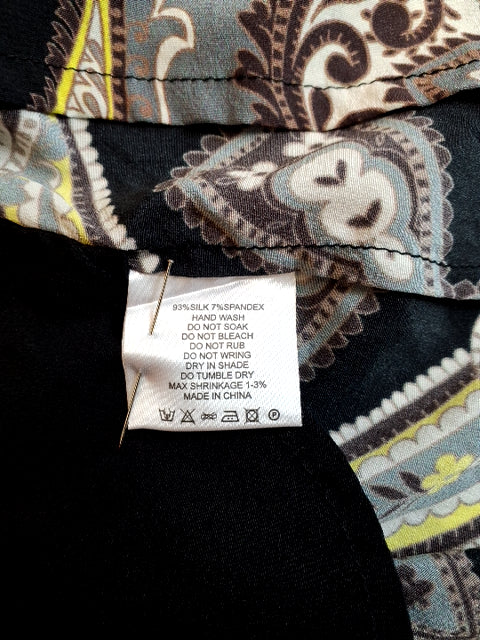 93%SILK 7%SPANDEX
HAND WASH
DO NOT SOAK
DO NOT BLEACH
DO NOT RUB
DO NOT WRING
DRY IN SHADE
DO TUMBLE DRY
MAX SHRINKAGE 1-3%
MADE IN CHINA
P